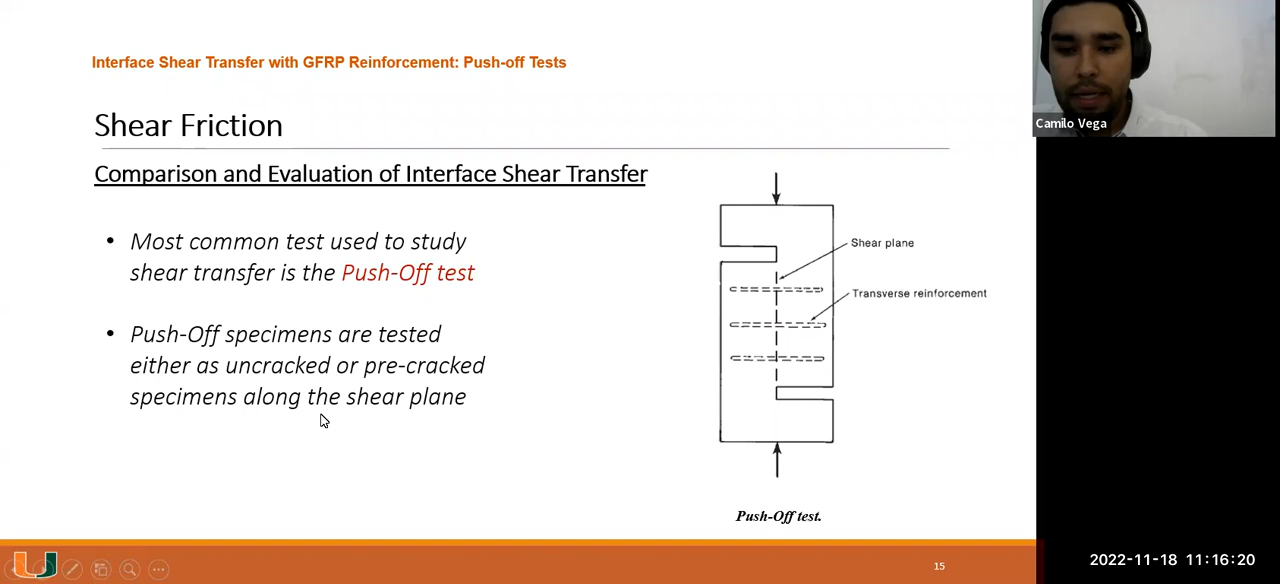 Interface Shear Transfer with GFRP Reinforcement: Push-off Tests
Shear Friction
Comparison and Evaluation of Interface Shear Transfer
• Most common test used to study
shear transfer is the Push-Off test
• Push-Off specimens are tested
either as uncracked or pre-cracked
specimens along the shear plane
Shear plane
Transverse reinforcement
Push-Off test.
Camilo Vega
U
15
2022-11-18 11:16:20